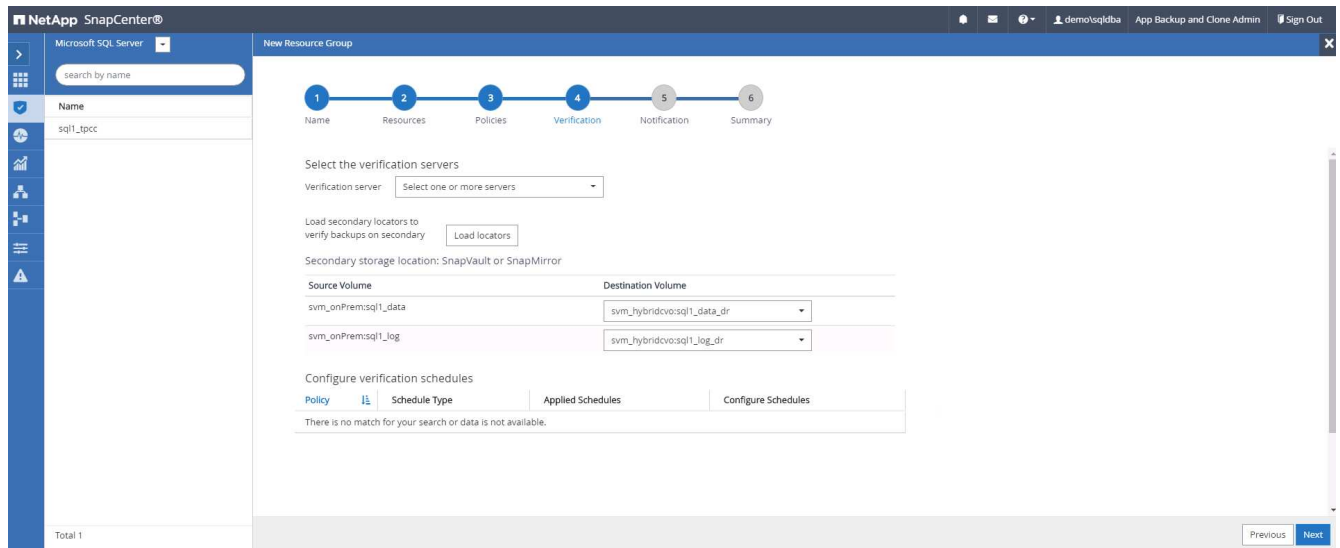 NetApp SnapCenter®
demo\sqldba App Backup and Clone Admin Sign Out
Microsoft SQL Server
New Resource Group
search by name
Name
sql1_tpcc
1 2 3 4 5 6
Name Resources Policies Verification Notification Summary
Select the verification servers
Verification server Select one or more servers
Load secondary locators to
verify backups on secondary Load locators
Secondary storage location: SnapVault or SnapMirror
Source Volume Destination Volume
svm_onPrem:sql1_data svm_hybridcvo:sql1_data_dr
svm_onPrem:sql1_log svm_hybridcvo:sql1_log_dr
Configure verification schedules
Policy Schedule Type Applied Schedules Configure Schedules
There is no match for your search or data is not available.
Total 1
Previous Next